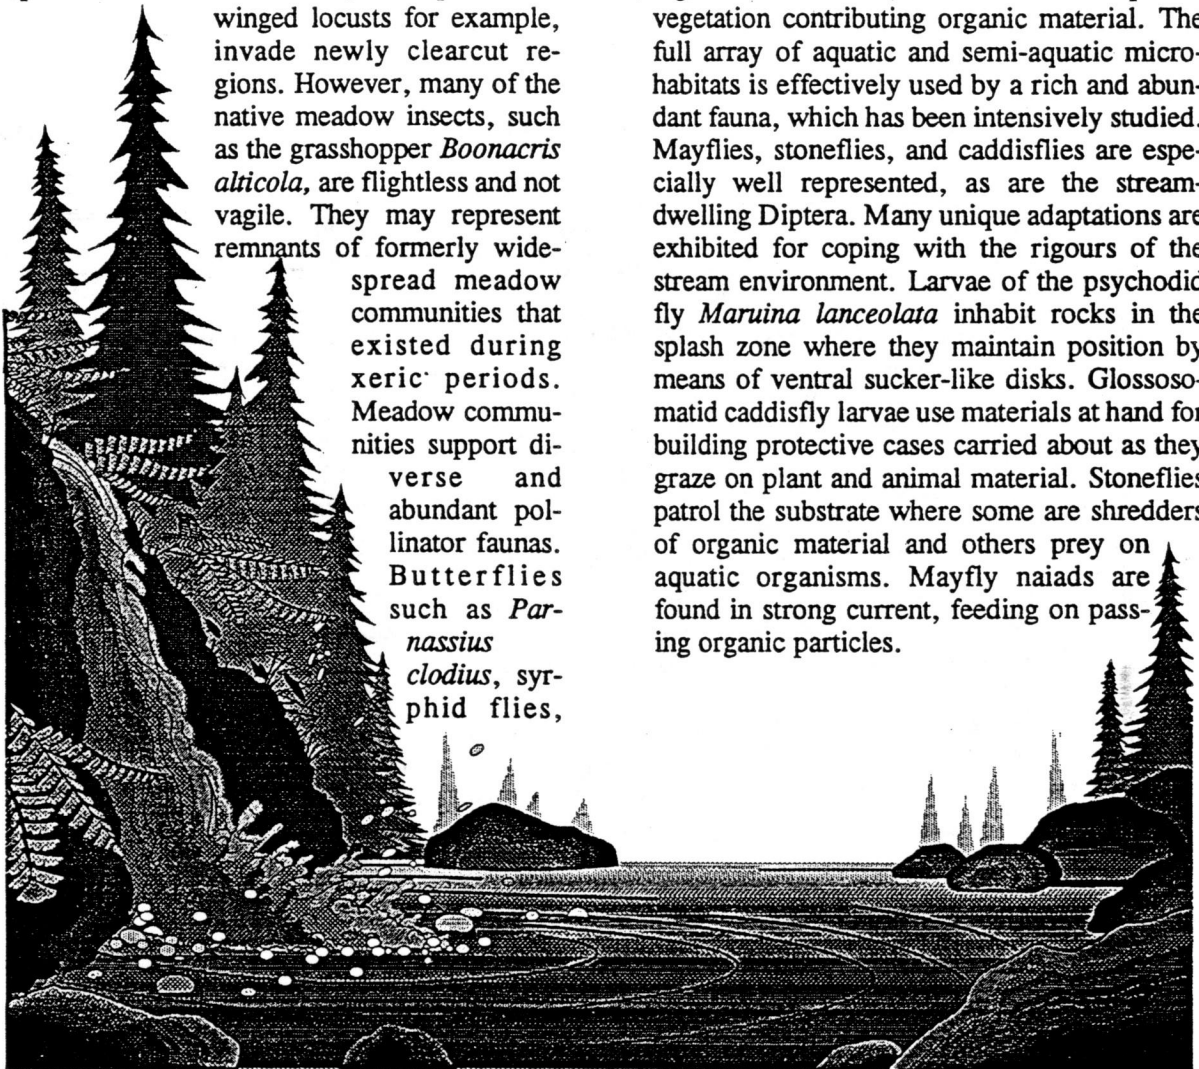 winged locusts for example,
invade newly clearcut re-
gions. However, many of the
native meadow insects, such
as the grasshopper Boonacris
alticola, are flightless and not
vagile. They may represent
remnants of formerly wide-
spread meadow
communities that
existed during
xeric periods.
Meadow commu-
nities support di-
verse and
abundant pol-
linator faunas.
Butterflies
such as Par-
nassius
clodius, syr-
phid flies,
vegetation contributing organic material. The
full array of aquatic and semi-aquatic micro-
habitats is effectively used by a rich and abun-
dant fauna, which has been intensively studied.
Mayflies, stoneflies, and caddisflies are espe-
cially well represented, as are the stream-
dwelling Diptera. Many unique adaptations are
exhibited for coping with the rigours of the
stream environment. Larvae of the psychodid
fly Maruina lanceolata inhabit rocks in the
splash zone where they maintain position by
means of ventral sucker-like disks. Glossoso-
matid caddisfly larvae use materials at hand for
building protective cases carried about as they
graze on plant and animal material. Stoneflies
patrol the substrate where some are shredders
of organic material and others prey on
aquatic organisms. Mayfly naiads are
found in strong current, feeding on pass-
ing organic particles.